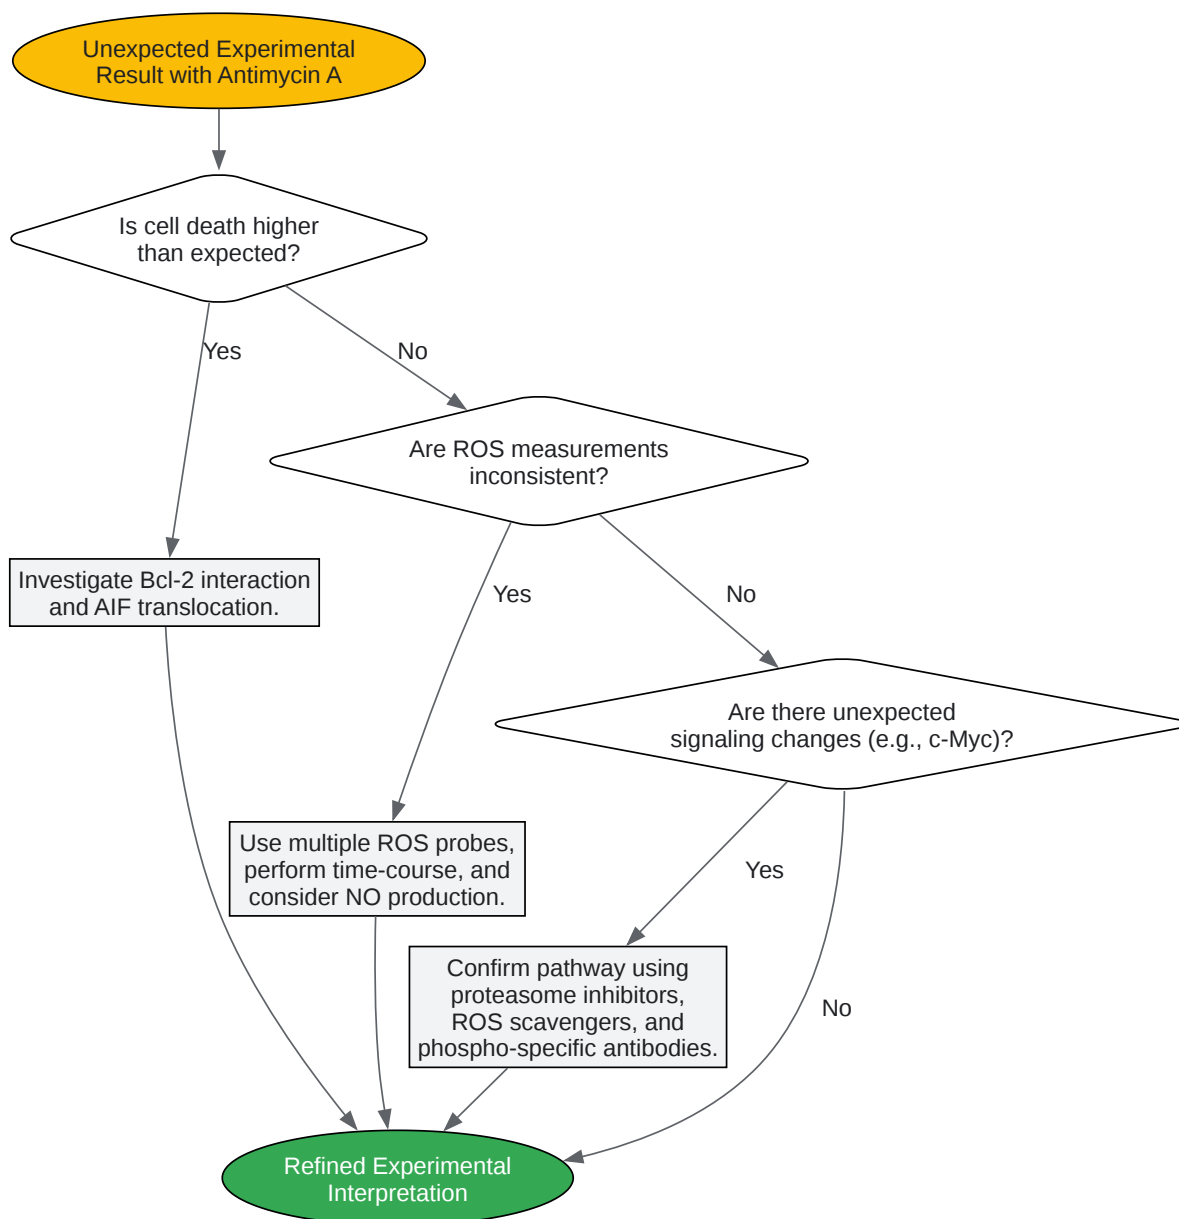 Unexpected Experimental
Result with Antimycin A
Is cell death higher
than expected?
Yes
No
Are ROS measurements
inconsistent?
Investigate Bcl-2 interaction
and AIF translocation.
Yes
No
Are there unexpected
signaling changes (e.g., c-Myc)?
Use multiple ROS probes,
perform time-course, and
consider NO production.
Yes
Confirm pathway using
proteasome inhibitors,
ROS scavengers, and
phospho-specific antibodies.
No
Refined Experimental
Interpretation